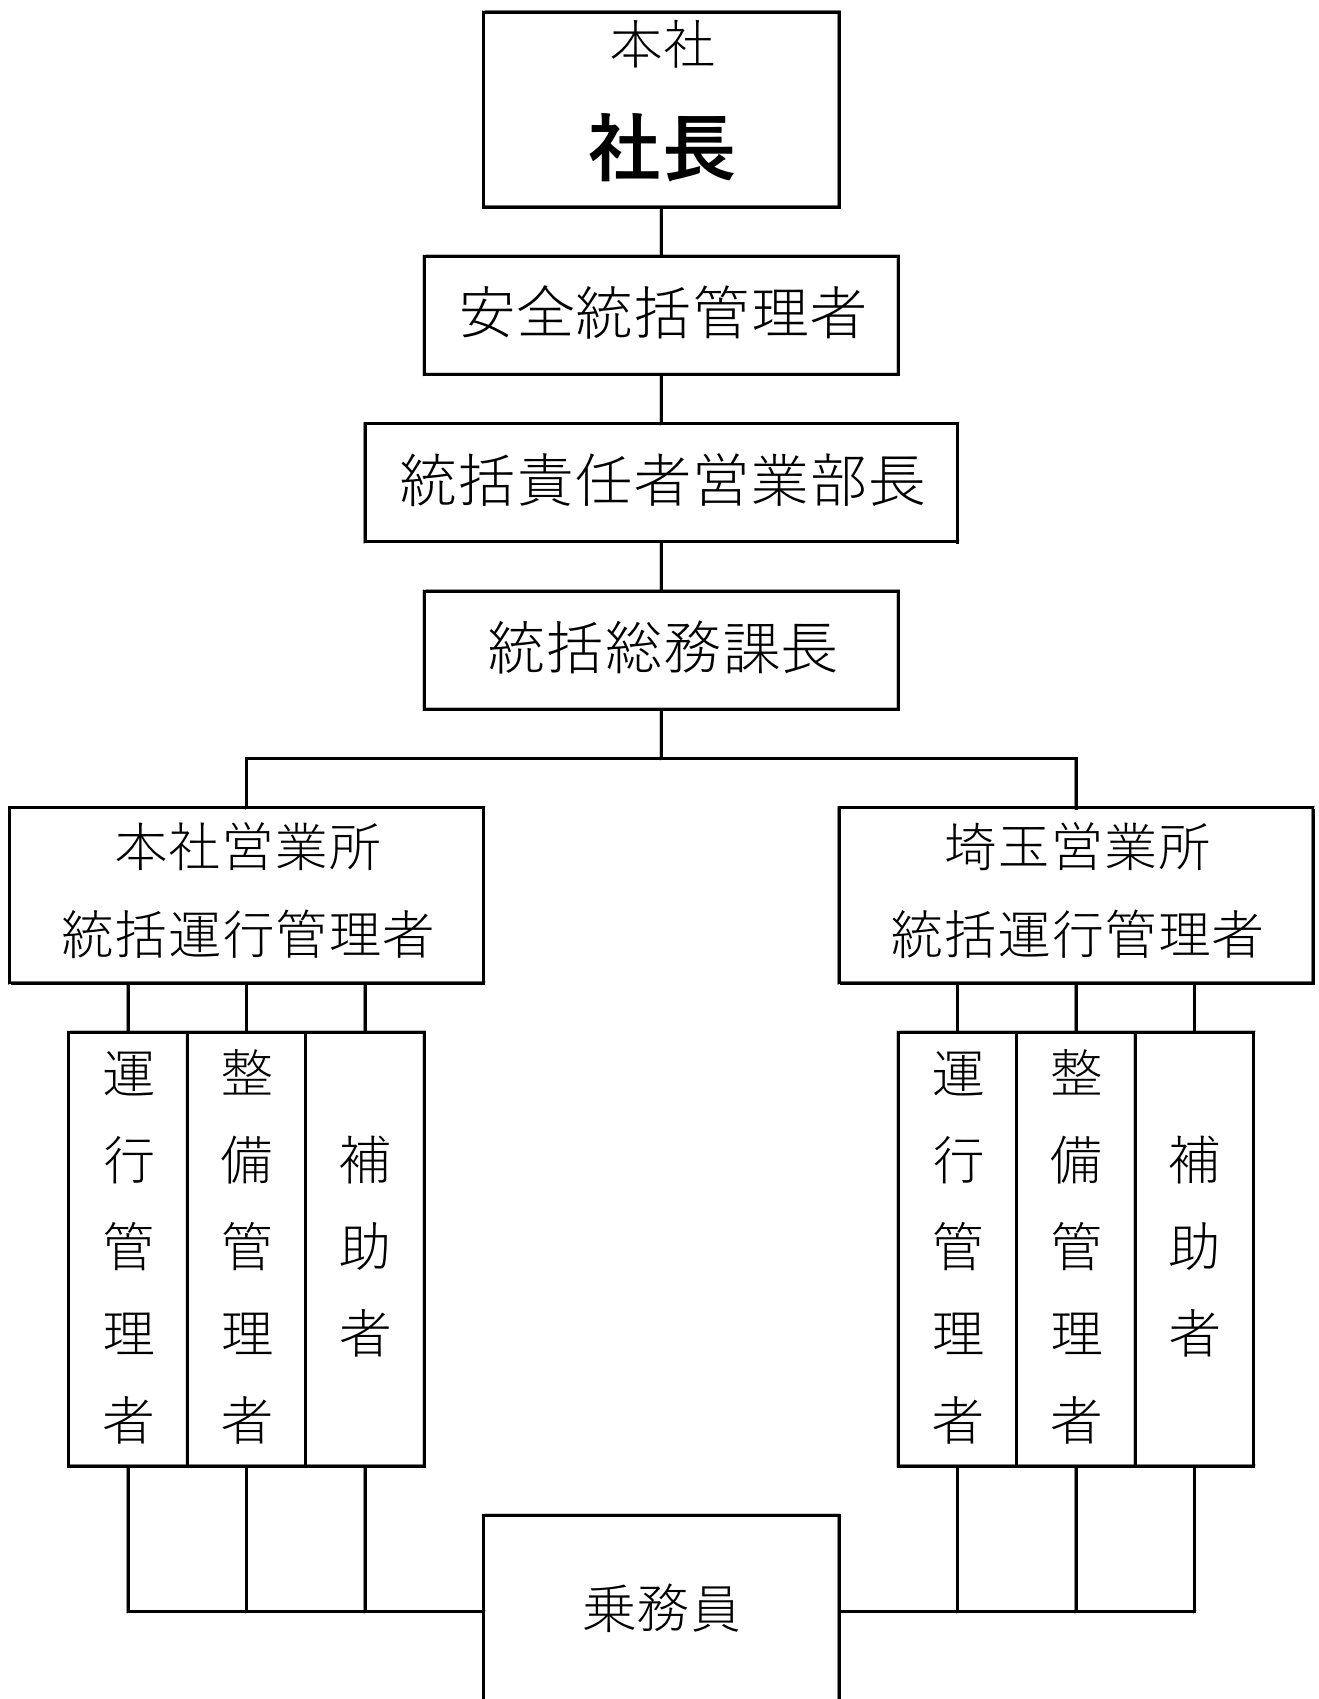 本社
社長
安全統括管理者
統括責任者営業部長
統括総務課長
本社営業所
統括運行管理者
埼玉営業所
統括運行管理者
運行管理者
整備管理者
補助者
運行管理者
整備管理者
補助者
乗務員